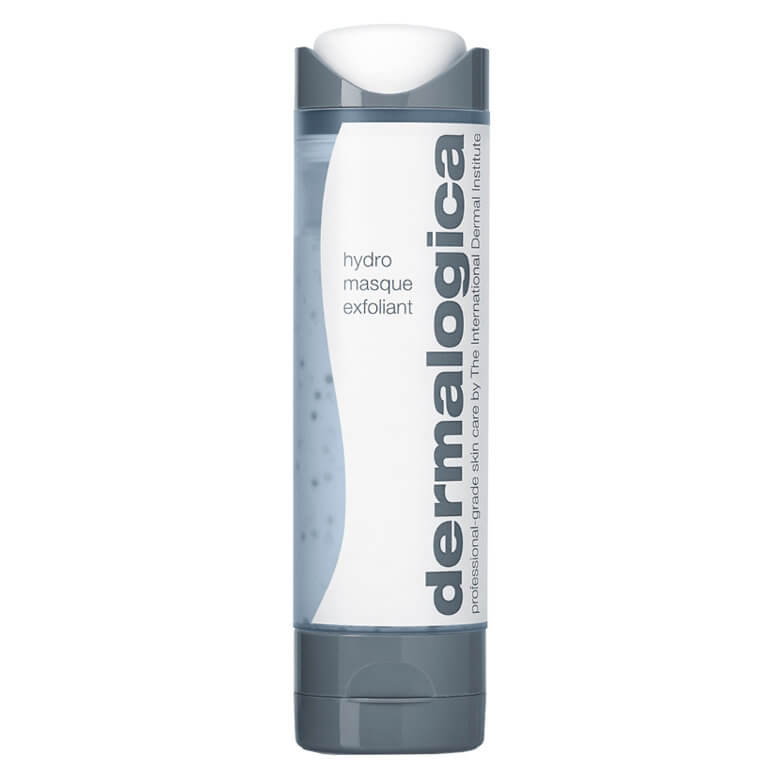 hydro
masque
exfoliant
dermalogica
professional-grade skin care by The International Dermal Institute